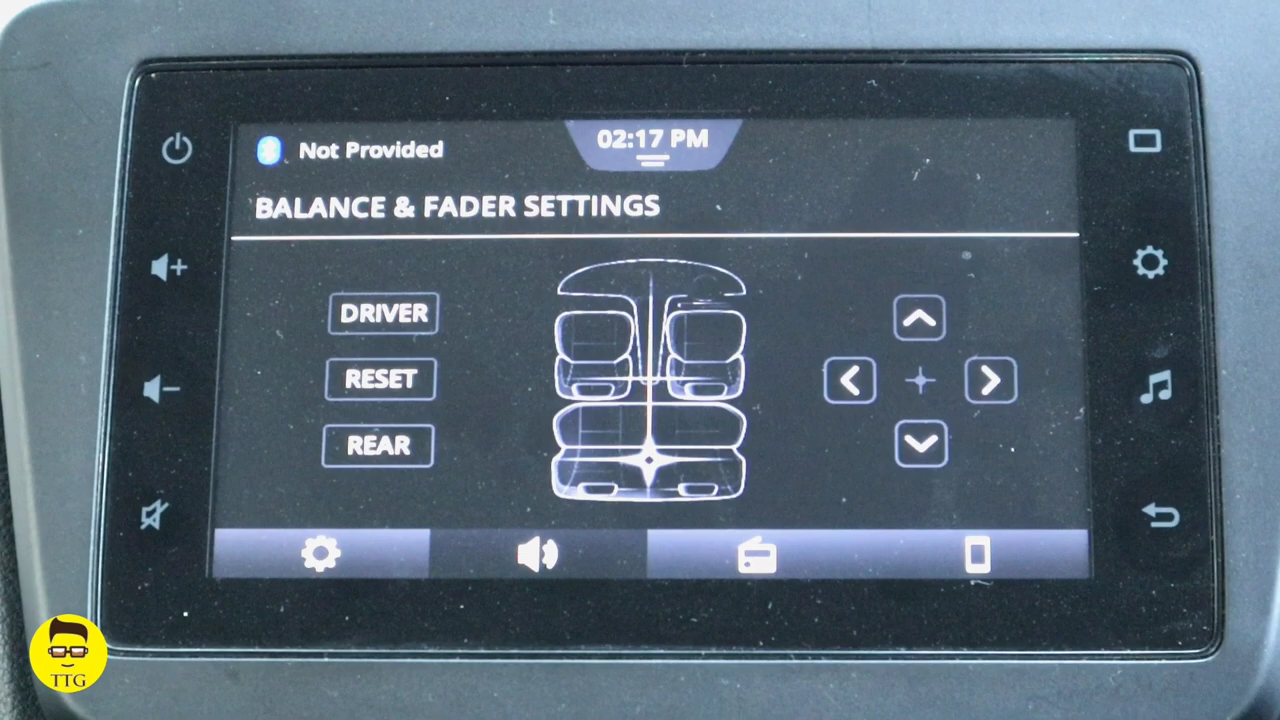 Not Provided
02:17 PM
BALANCE & FADER SETTINGS
DRIVER
RESET
REAR
TTG